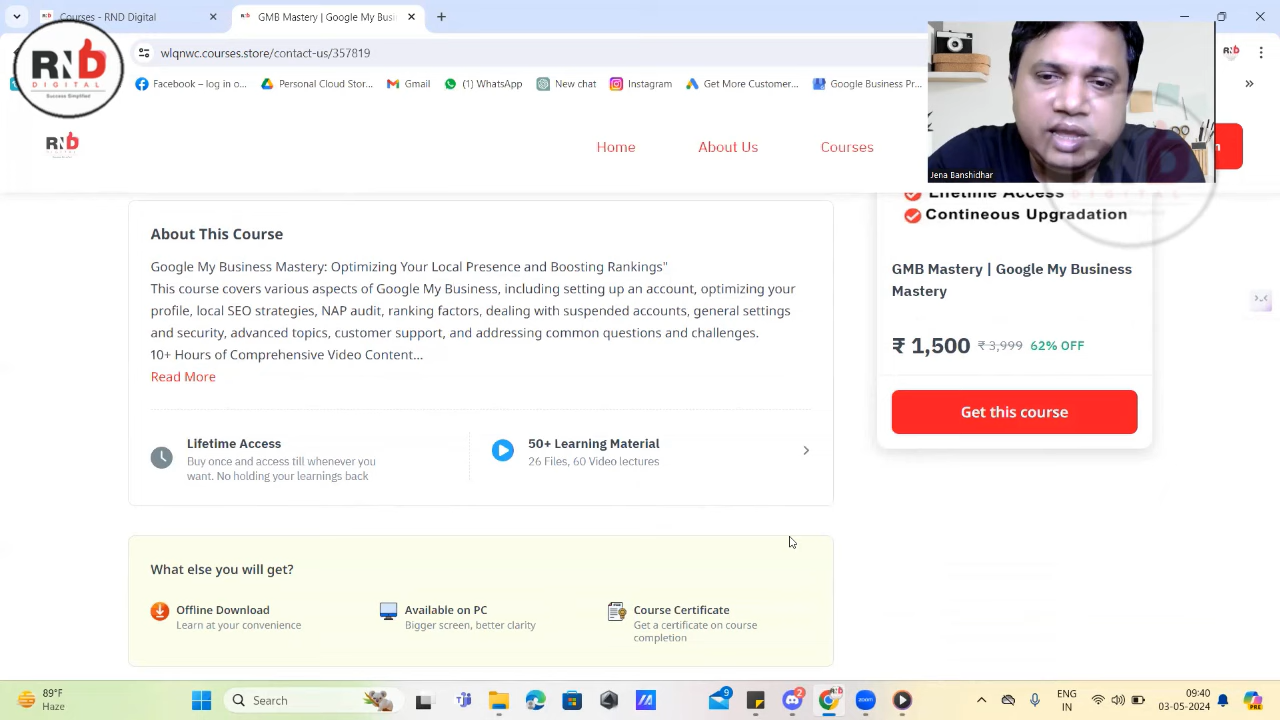 Courses - RND Digital
GMB Mastery | Google My Busi
wlqnwc.courses.store/contact-us/357819
Facebook – log in o...
Gmail
New chat
Instagram
Google Business Pr...
RND
DIGITAL
Success Simplified
RND
Home
About Us
Courses
Jena Banshidhar
Lifetime Access
Contineous Upgradation
About This Course
Google My Business Mastery: Optimizing Your Local Presence and Boosting Rankings"
This course covers various aspects of Google My Business, including setting up an account, optimizing your
profile, local SEO strategies, NAP audit, ranking factors, dealing with suspended accounts, general settings
and security, advanced topics, customer support, and addressing common questions and challenges.
10+ Hours of Comprehensive Video Content...
Read More
Lifetime Access
Buy once and access till whenever you
want. No holding your learnings back
50+ Learning Material
26 Files, 60 Video lectures
GMB Mastery | Google My Business
Mastery
₹ 1,500 ₹ 3,999 62% OFF
Get this course
What else you will get?
Offline Download
Learn at your convenience
Available on PC
Bigger screen, better clarity
Course Certificate
Get a certificate on course
completion
89°F
Haze
Search
9
2
zoom
ENG
IN
09:40
03-05-2024
PRE